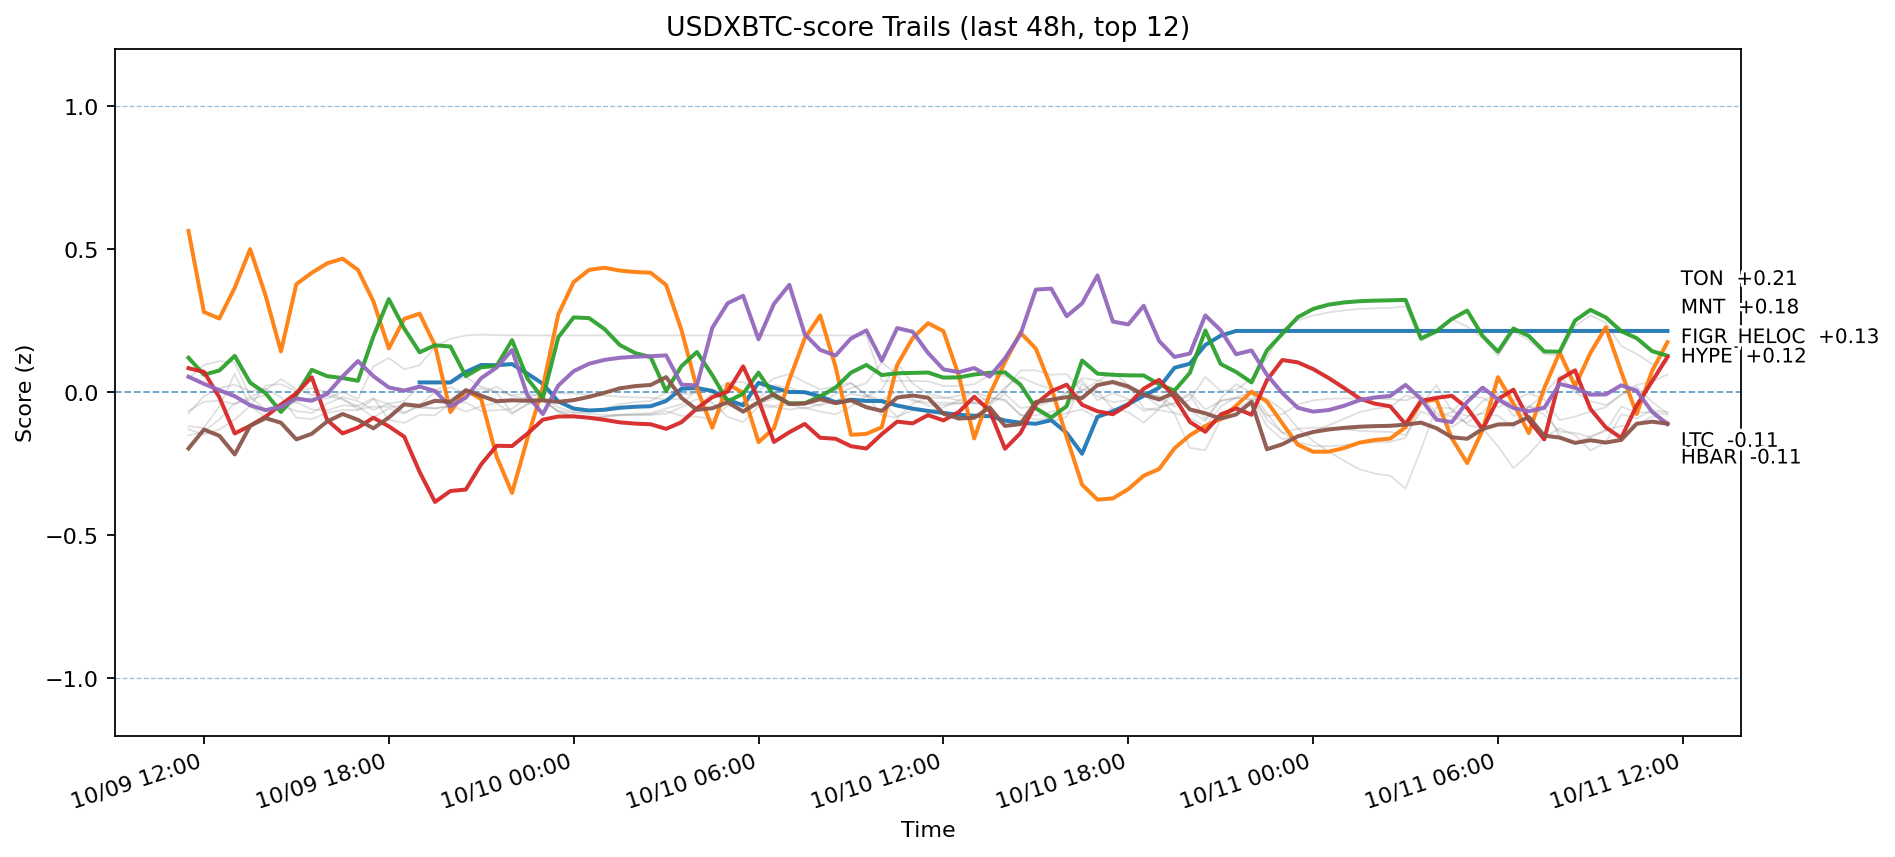 USDXBTC-score Trails (last 48h, top 12)
Score (z)
1.0
0.5
0.0
−0.5
−1.0
TON +0.21
MNT +0.18
FIGR_HELOC +0.13
HYPE +0.12
LTC -0.11
HBAR -0.11
10/09 12:00
10/09 18:00
10/10 00:00
10/10 06:00
10/10 12:00
10/10 18:00
10/11 00:00
10/11 06:00
10/11 12:00
Time